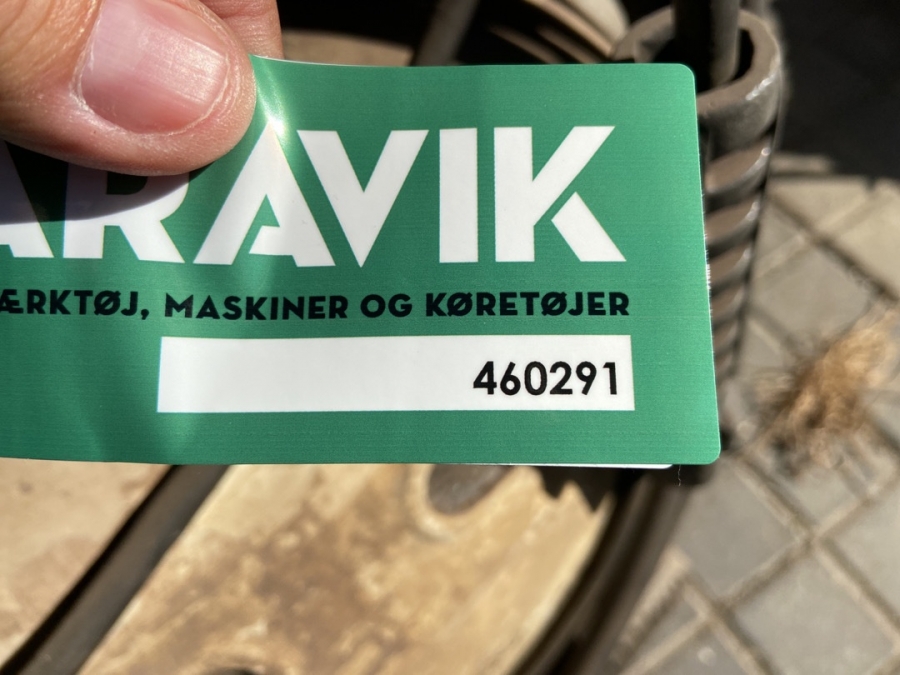 ARAVIK
ÆRKTØJ, MASKINER OG KØRETØJER
460291